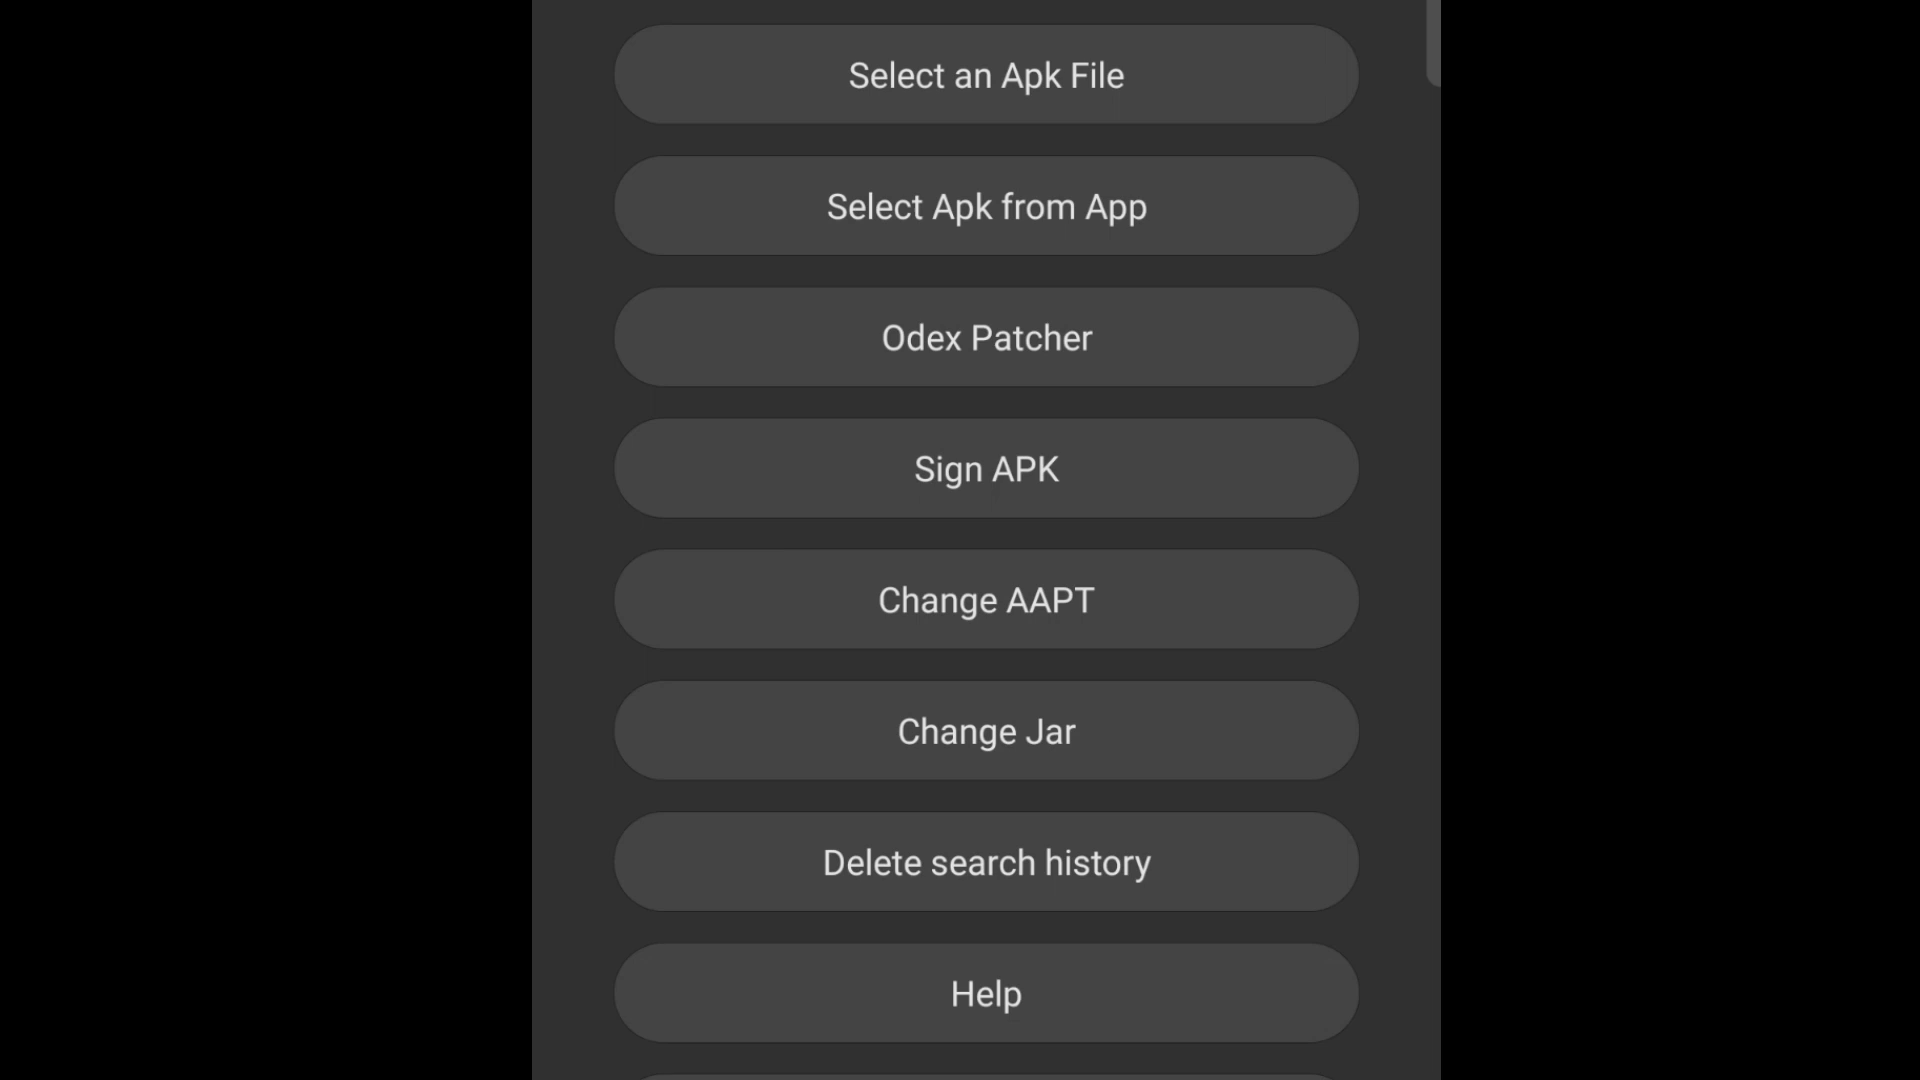 Select an Apk File
Select Apk from App
Odex Patcher
Sign APK
Change AAPT
Change Jar
Delete search history
Help